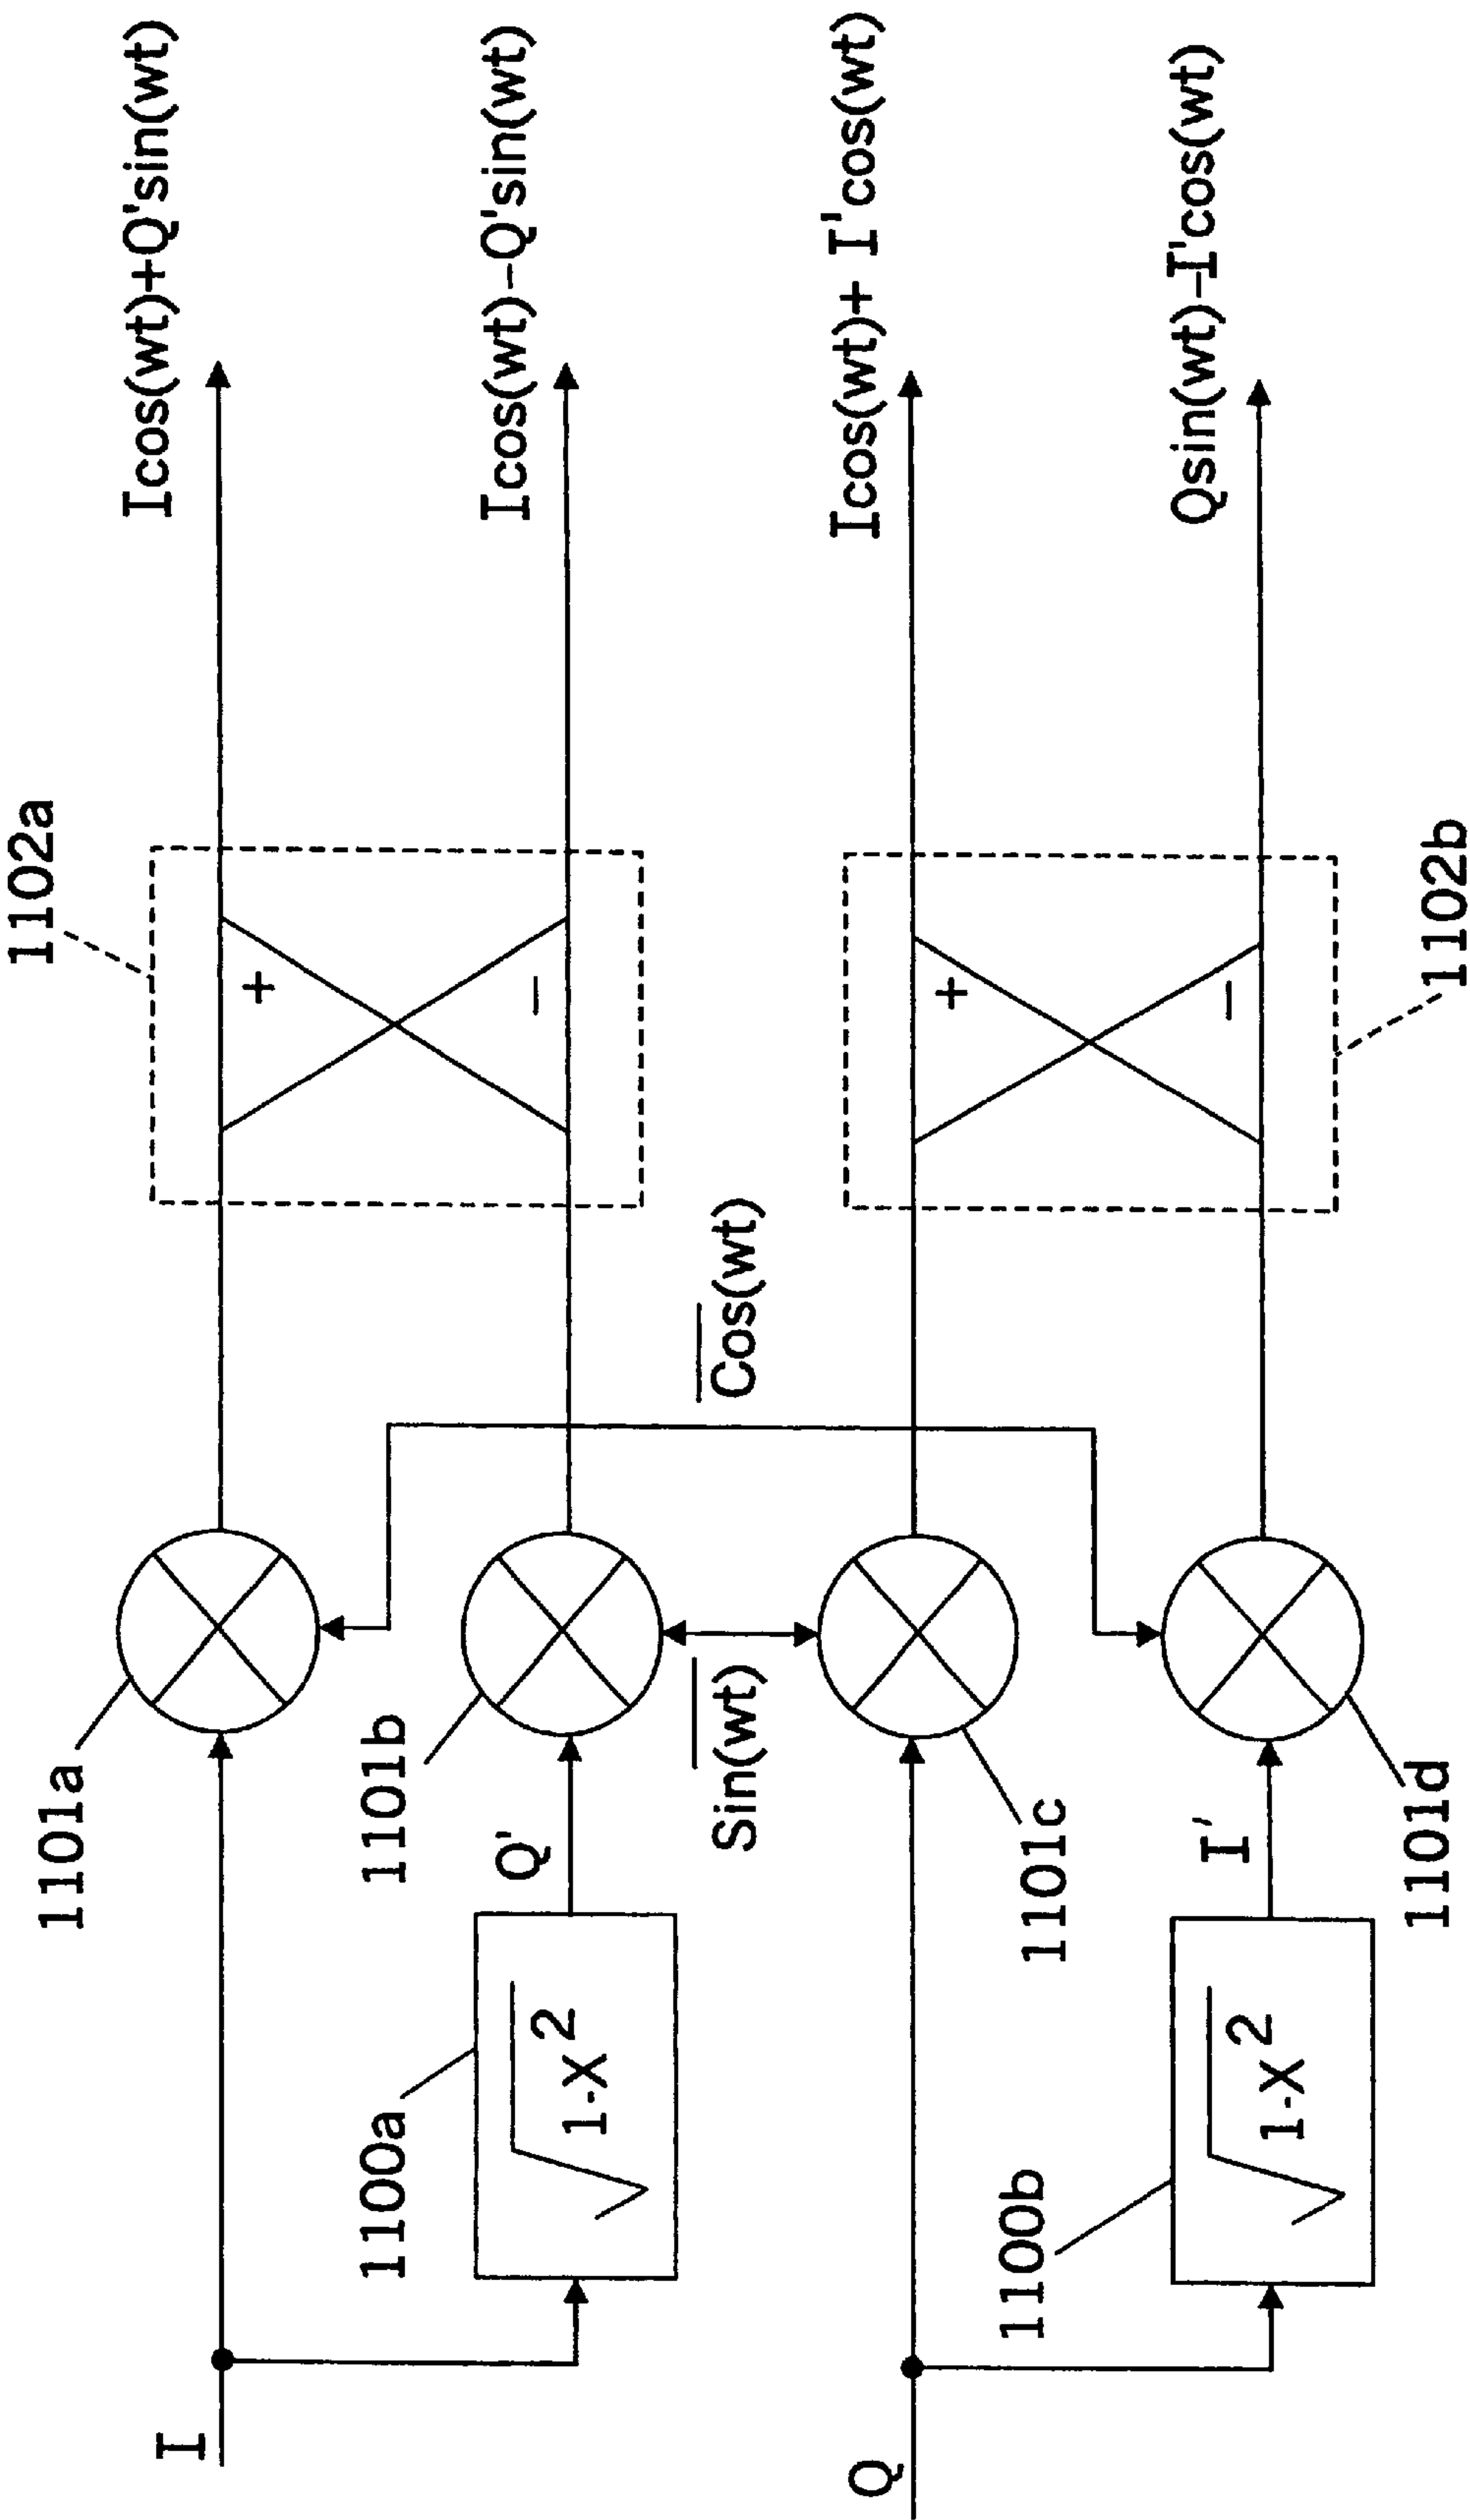 1102a
Icos(wt)+Q'sin(wt)
1101a
I
+
1101b
Q'
1100a
√1-x²
−
Icos(wt)-Q'sin(wt)
Cos(wt)
Sin(wt)
Q
+
Icos(wt)+ I'cos(wt)
1101c
1100b
√1-x²
I'
−
Qsin(wt)-I'cos(wt)
1101d
1102b